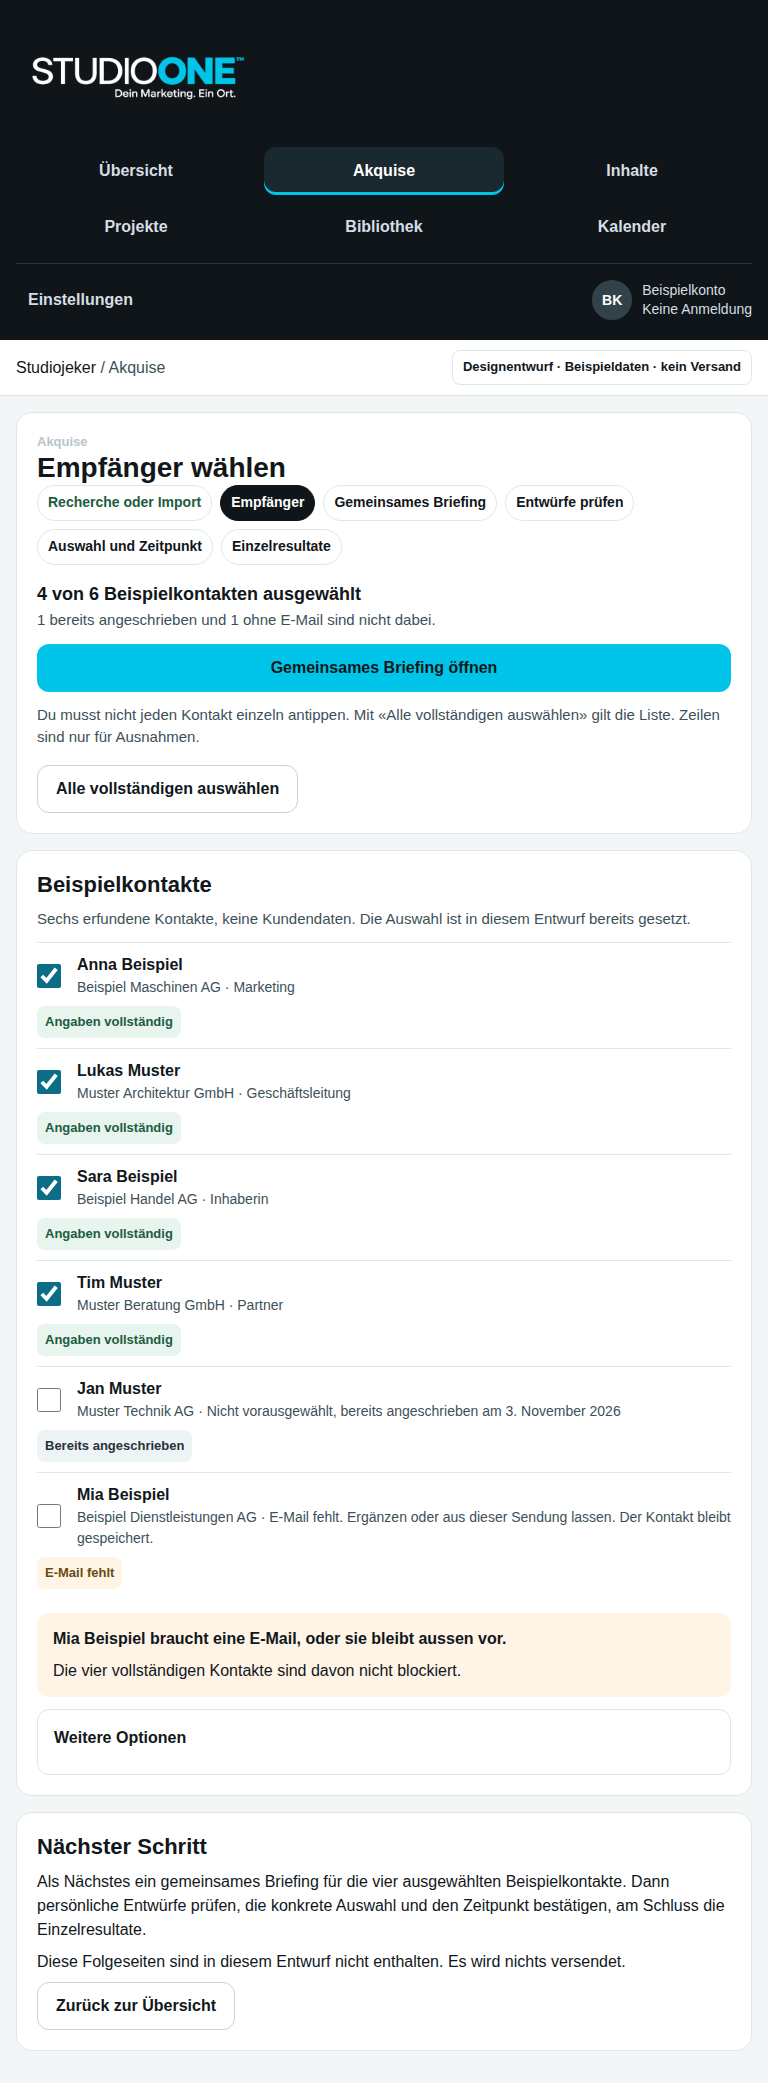 STUDIOONE™
Dein Marketing. Ein Ort.
Übersicht
Akquise
Inhalte
Projekte
Bibliothek
Kalender
Einstellungen
BK
Beispielkonto
Keine Anmeldung
Studiojeker / Akquise
Designentwurf · Beispieldaten · kein Versand
Akquise
Empfänger wählen
Recherche oder Import
Empfänger
Gemeinsames Briefing
Entwürfe prüfen
Auswahl und Zeitpunkt
Einzelresultate
4 von 6 Beispielkontakten ausgewählt
1 bereits angeschrieben und 1 ohne E-Mail sind nicht dabei.
Gemeinsames Briefing öffnen
Du musst nicht jeden Kontakt einzeln antippen. Mit «Alle vollständigen auswählen» gilt die Liste. Zeilen
sind nur für Ausnahmen.
Alle vollständigen auswählen
Beispielkontakte
Sechs erfundene Kontakte, keine Kundendaten. Die Auswahl ist in diesem Entwurf bereits gesetzt.
Anna Beispiel
Beispiel Maschinen AG · Marketing
Angaben vollständig
Lukas Muster
Muster Architektur GmbH · Geschäftsleitung
Angaben vollständig
Sara Beispiel
Beispiel Handel AG · Inhaberin
Angaben vollständig
Tim Muster
Muster Beratung GmbH · Partner
Angaben vollständig
Jan Muster
Muster Technik AG · Nicht vorausgewählt, bereits angeschrieben am 3. November 2026
Bereits angeschrieben
Mia Beispiel
Beispiel Dienstleistungen AG · E-Mail fehlt. Ergänzen oder aus dieser Sendung lassen. Der Kontakt bleibt
gespeichert.
E-Mail fehlt
Mia Beispiel braucht eine E-Mail, oder sie bleibt aussen vor.
Die vier vollständigen Kontakte sind davon nicht blockiert.
Weitere Optionen
Nächster Schritt
Als Nächstes ein gemeinsames Briefing für die vier ausgewählten Beispielkontakte. Dann
persönliche Entwürfe prüfen, die konkrete Auswahl und den Zeitpunkt bestätigen, am Schluss die
Einzelresultate.
Diese Folgeseiten sind in diesem Entwurf nicht enthalten. Es wird nichts versendet.
Zurück zur Übersicht